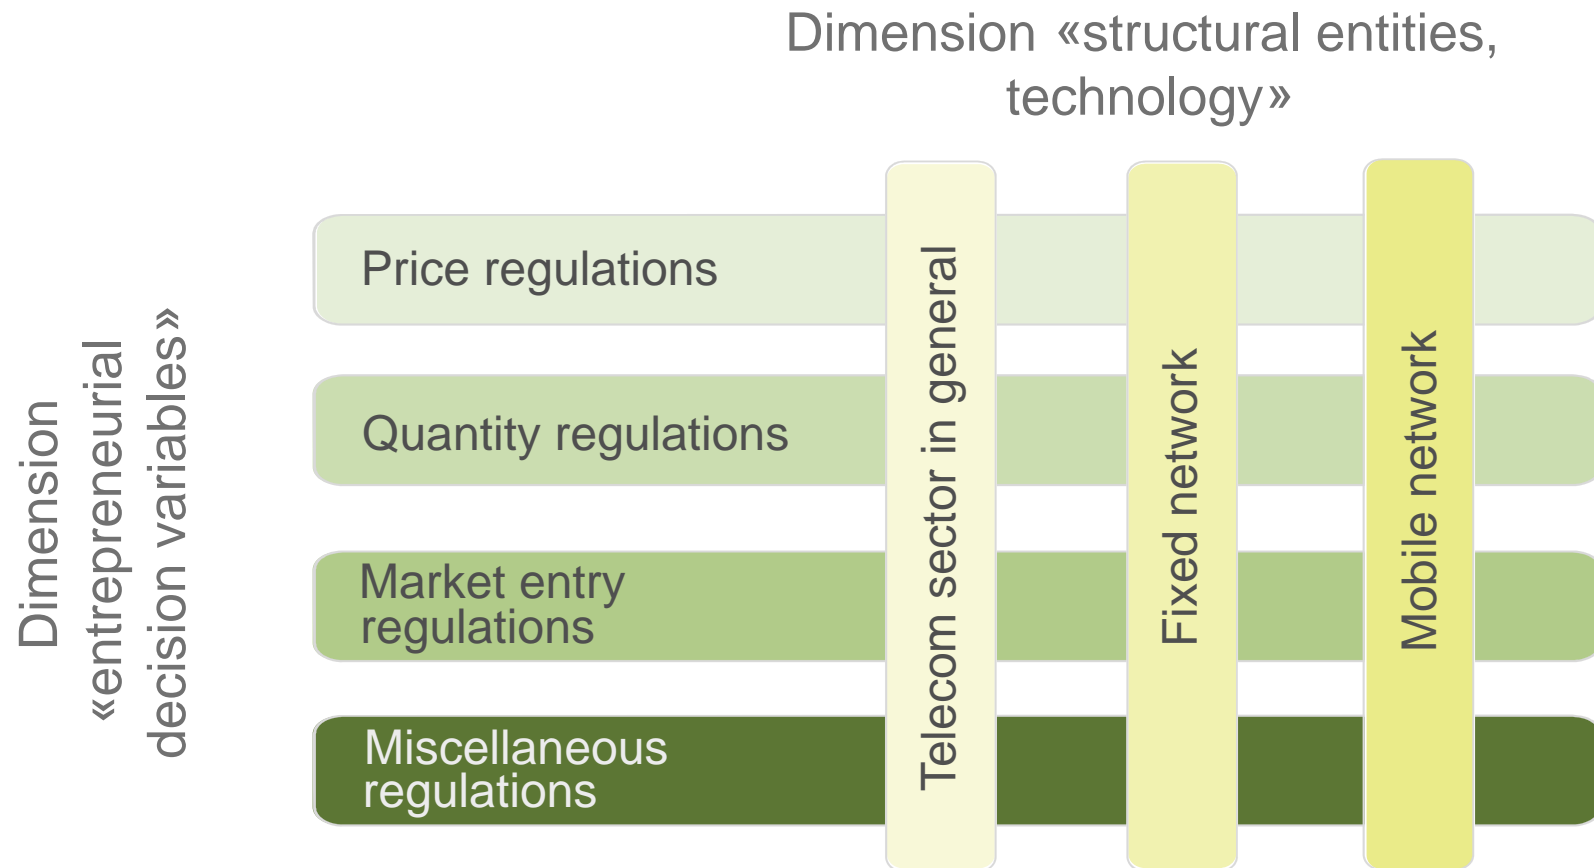 Dimension «structural entities,
technology»
Dimension
«entrepreneurial
decision variables»
Price regulations
Quantity regulations
Market entry
regulations
Miscellaneous
regulations
Telecom sector in general
Fixed network
Mobile network